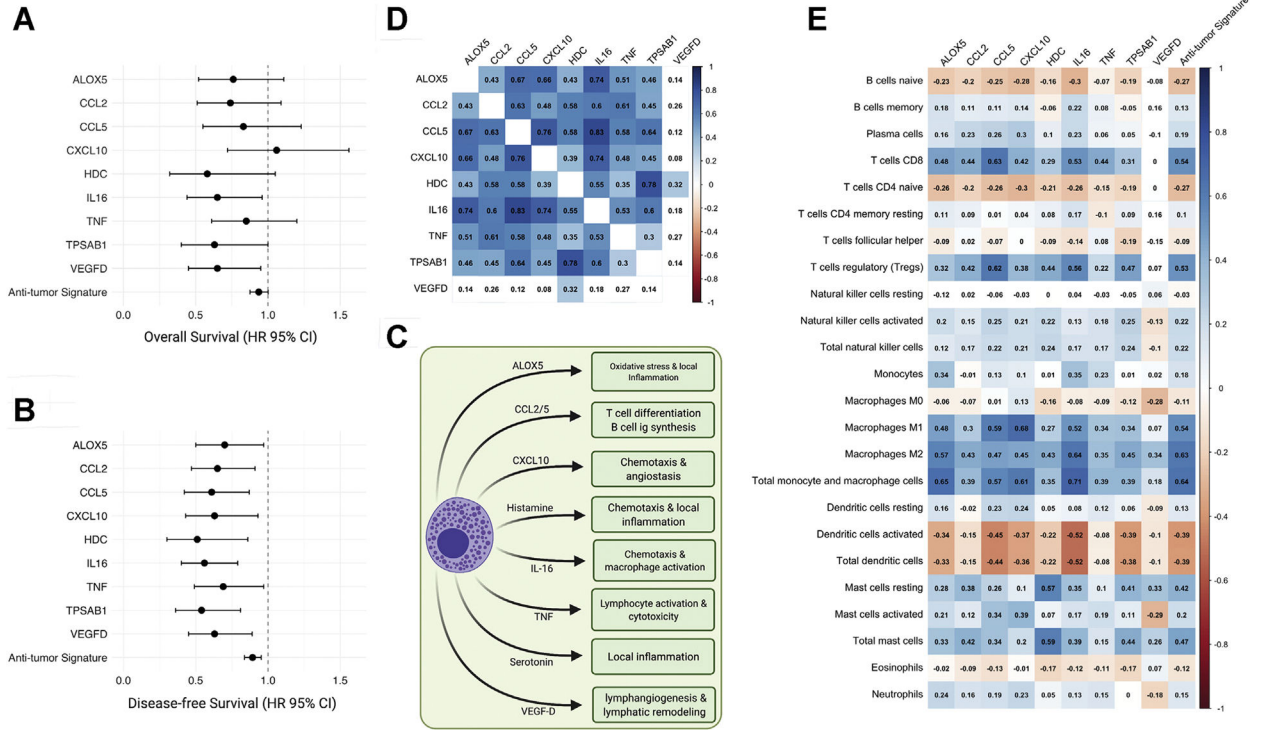 A
ALOX5
CCL2
CCL5
CXCL10
HDC
IL16
TNF
TPSAB1
VEGFD
Anti-tumor Signature
0.0 0.5 1.0 1.5
Overall Survival (HR 95% CI)
B
ALOX5
CCL2
CCL5
CXCL10
HDC
IL16
TNF
TPSAB1
VEGFD
Anti-tumor Signature
0.0 0.5 1.0 1.5
Disease-free Survival (HR 95% CI)
D
ALOX5 CCL2 CCL5 CXCL10 HDC IL16 TNF TPSAB1 VEGFD
ALOX5 0.43 0.67 0.66 0.43 0.74 0.51 0.46 0.14
CCL2 0.43 0.63 0.48 0.58 0.6 0.61 0.45 0.26
CCL5 0.67 0.63 0.76 0.58 0.83 0.58 0.64 0.12
CXCL10 0.66 0.48 0.76 0.39 0.74 0.48 0.45 0.08
HDC 0.43 0.58 0.58 0.39 0.55 0.35 0.78 0.32
IL16 0.74 0.6 0.83 0.74 0.55 0.53 0.6 0.18
TNF 0.51 0.61 0.58 0.48 0.35 0.53 0.3 0.27
TPSAB1 0.46 0.45 0.64 0.45 0.78 0.6 0.3 0.14
VEGFD 0.14 0.26 0.12 0.08 0.32 0.18 0.27 0.14
1
0.8
0.6
0.4
0.2
0
-0.2
-0.4
-0.6
-0.8
-1
C
ALOX5
Oxidative stress & local
Inflammation
CCL2/5
T cell differentiation
B cell ig synthesis
CXCL10
Chemotaxis &
angiostasis
Histamine
Chemotaxis & local
inflammation
IL-16
Chemotaxis &
macrophage activation
TNF
Lymphocyte activation &
cytotoxicity
Serotonin
Local inflammation
VEGF-D
lymphangiogenesis &
lymphatic remodeling
E
ALOX5 CCL2 CCL5 CXCL10 HDC IL16 TNF TPSAB1 VEGFD Anti-tumor Signature
B cells naive -0.23 -0.2 -0.25 -0.28 -0.16 -0.3 -0.07 -0.19 -0.08 -0.27
B cells memory 0.18 0.11 0.11 0.14 -0.06 0.22 0.08 -0.05 0.16 0.13
Plasma cells 0.16 0.23 0.26 0.3 0.1 0.23 0.06 0.05 -0.1 0.19
T cells CD8 0.48 0.44 0.63 0.42 0.29 0.53 0.44 0.31 0 0.54
T cells CD4 naive -0.26 -0.2 -0.26 -0.3 -0.21 -0.26 -0.15 -0.19 0 -0.27
T cells CD4 memory resting 0.11 0.09 0.01 0.04 0.08 0.17 -0.1 0.09 0.16 0.1
T cells follicular helper -0.09 0.02 -0.07 0 -0.09 -0.14 0.08 -0.19 -0.15 -0.09
T cells regulatory (Tregs) 0.32 0.42 0.62 0.38 0.44 0.56 0.22 0.47 0.07 0.53
Natural killer cells resting -0.12 0.02 -0.06 -0.03 0 0.04 -0.03 -0.05 0.06 -0.03
Natural killer cells activated 0.2 0.15 0.25 0.21 0.22 0.13 0.18 0.25 -0.13 0.22
Total natural killer cells 0.12 0.17 0.22 0.21 0.24 0.17 0.17 0.24 -0.1 0.22
Monocytes 0.34 -0.01 0.13 0.1 0.01 0.35 0.23 0.01 0.02 0.18
Macrophages M0 -0.06 -0.07 0.01 0.13 -0.16 -0.08 -0.09 -0.12 -0.28 -0.11
Macrophages M1 0.48 0.3 0.59 0.68 0.27 0.52 0.34 0.34 0.07 0.54
Macrophages M2 0.57 0.43 0.47 0.45 0.43 0.64 0.35 0.45 0.34 0.63
Total monocyte and macrophage cells 0.65 0.39 0.57 0.61 0.35 0.71 0.39 0.39 0.18 0.64
Dendritic cells resting 0.16 -0.02 0.23 0.24 0.05 0.08 0.12 0.06 -0.09 0.13
Dendritic cells activated -0.34 -0.15 -0.45 -0.37 -0.22 -0.52 -0.08 -0.39 -0.1 -0.39
Total dendritic cells -0.33 -0.15 -0.44 -0.36 -0.22 -0.52 -0.08 -0.38 -0.1 -0.39
Mast cells resting 0.28 0.38 0.26 0.1 0.57 0.35 0.1 0.41 0.33 0.42
Mast cells activated 0.21 0.12 0.34 0.39 0.07 0.17 0.19 0.11 -0.29 0.2
Total mast cells 0.33 0.42 0.34 0.2 0.59 0.39 0.15 0.44 0.26 0.47
Eosinophils -0.02 -0.09 -0.13 -0.01 -0.17 -0.12 -0.11 -0.17 0.07 -0.12
Neutrophils 0.24 0.16 0.19 0.23 0.05 0.13 0.15 0 -0.18 0.15
1
0.8
0.6
0.4
0.2
0
-0.2
-0.4
-0.6
-0.8
-1